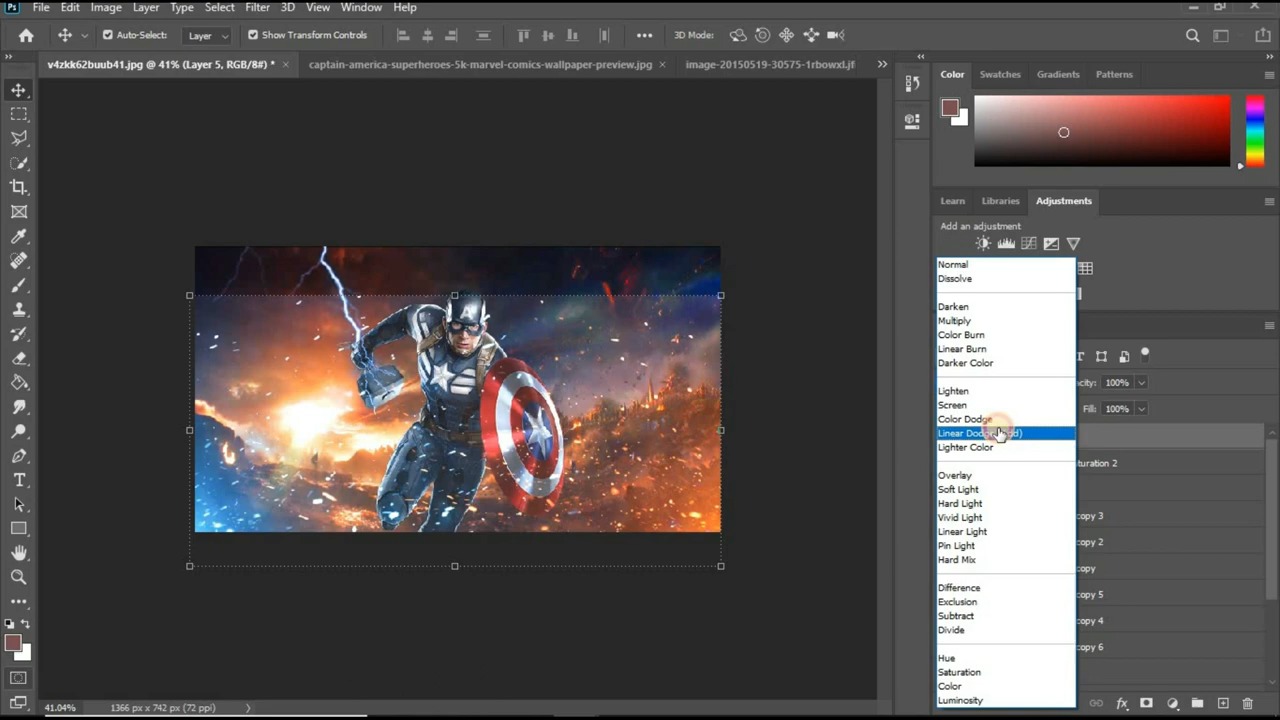 Ps File Edit Image Layer Type Select Filter 3D View Window Help
Auto-Select: Layer Show Transform Controls 3D Mode:
v4zkk62buub41.jpg @ 41% (Layer 5, RGB/8#) * captain-america-superheroes-5k-marvel-comics-wallpaper-preview.jpg image-20150519-30575-1rbowxl.jf
Color Swatches Gradients Patterns
Learn Libraries Adjustments
Add an adjustment
Normal
Dissolve
Darken
Multiply
Color Burn
Linear Burn
Darker Color
Lighten
Screen
Color Dodge
Linear
Lighter Color
Overlay
Soft Light
Hard Light
Vivid Light
Linear Light
Pin Light
Hard Mix
Difference
Exclusion
Subtract
Divide
Hue
Saturation
Color
Luminosity
acity: 100%
Fill: 100%
turation 2
copy 3
copy 2
copy
copy 5
copy 4
copy 6
41.04% 1366 px x 742 px (72 ppi)
fx